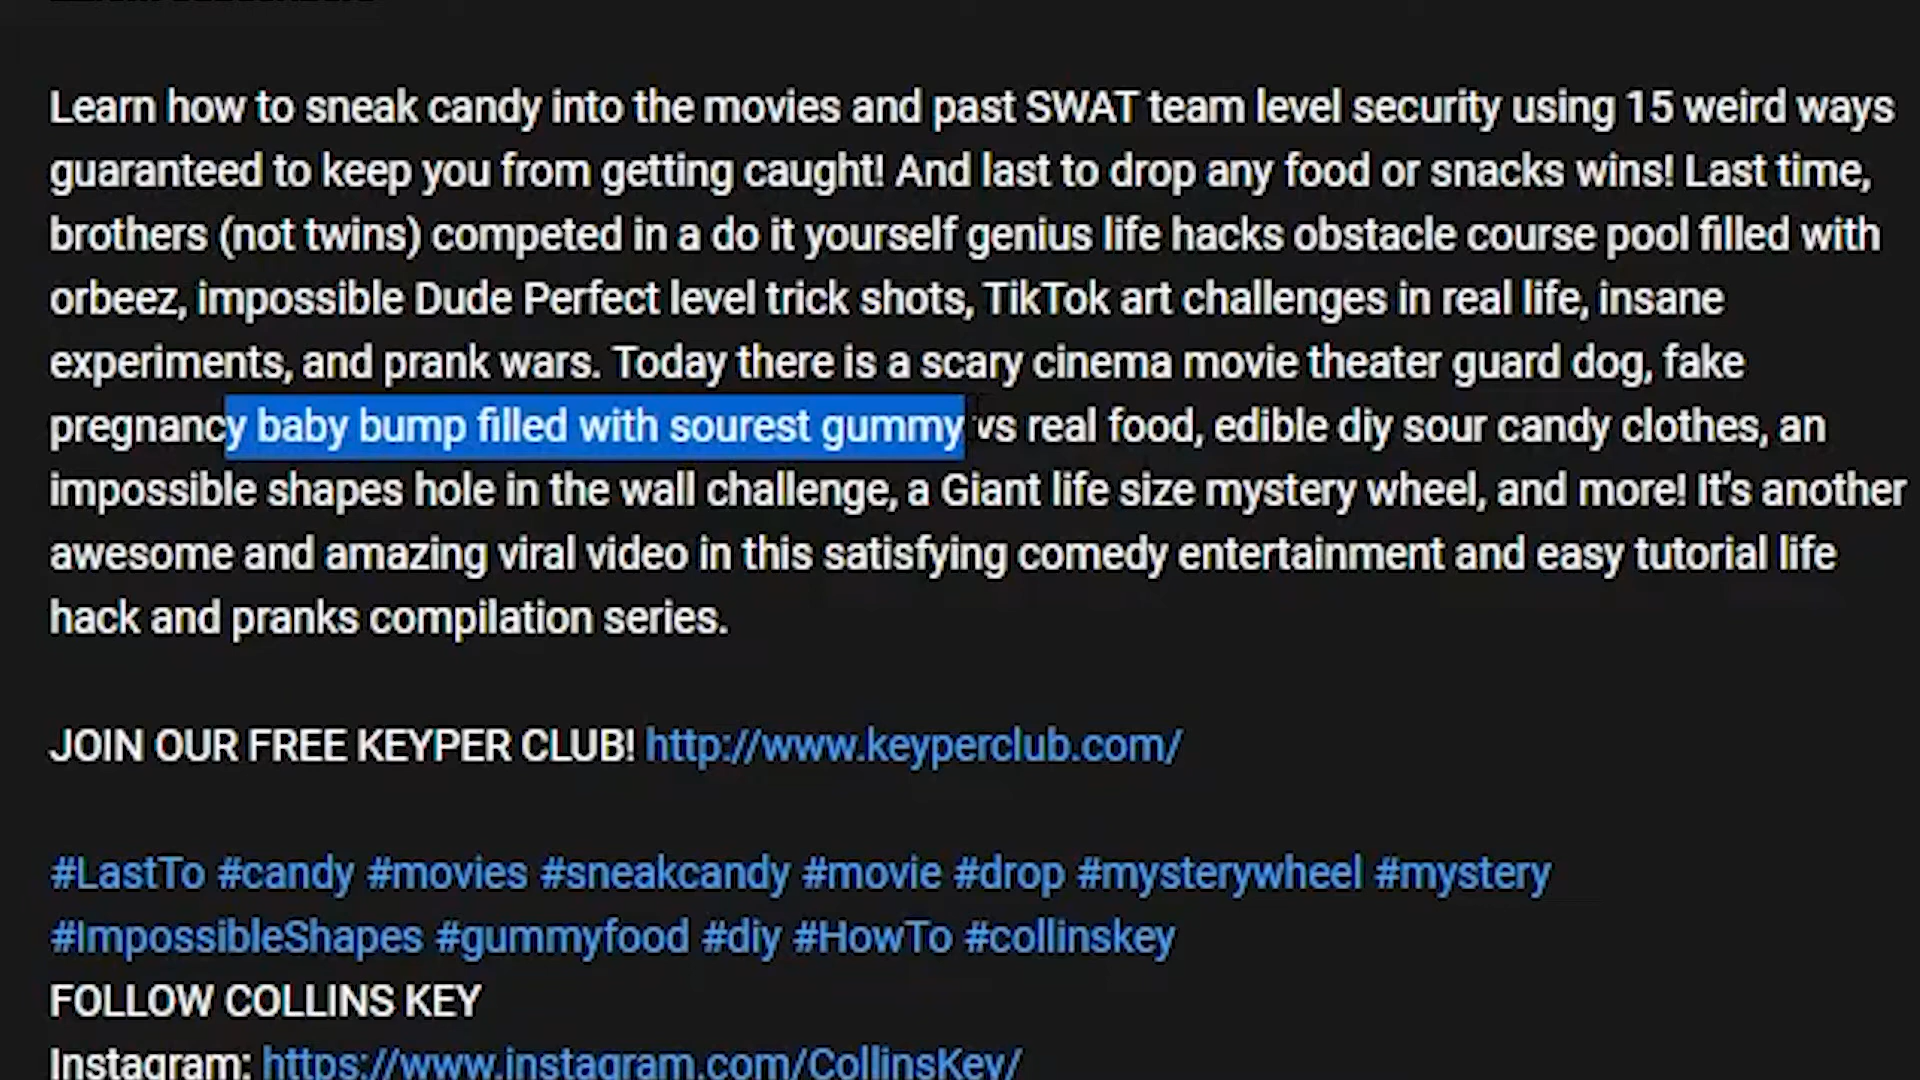 Learn how to sneak candy into the movies and past SWAT team level security using 15 weird ways
guaranteed to keep you from getting caught! And last to drop any food or snacks wins! Last time,
brothers (not twins) competed in a do it yourself genius life hacks obstacle course pool filled with
orbeez, impossible Dude Perfect level trick shots, TikTok art challenges in real life, insane
experiments, and prank wars. Today there is a scary cinema movie theater guard dog, fake
pregnancy baby bump filled with sourest gummy vs real food, edible diy sour candy clothes, an
impossible shapes hole in the wall challenge, a Giant life size mystery wheel, and more! It's another
awesome and amazing viral video in this satisfying comedy entertainment and easy tutorial life
hack and pranks compilation series.
JOIN OUR FREE KEYPER CLUB! http://www.keyperclub.com/
#LastTo #candy #movies #sneakcandy #movie #drop #mysterywheel #mystery
#ImpossibleShapes #gummyfood #diy #HowTo #collinskey
FOLLOW COLLINS KEY
Instagram: https://www.instagram.com/CollinsKey/